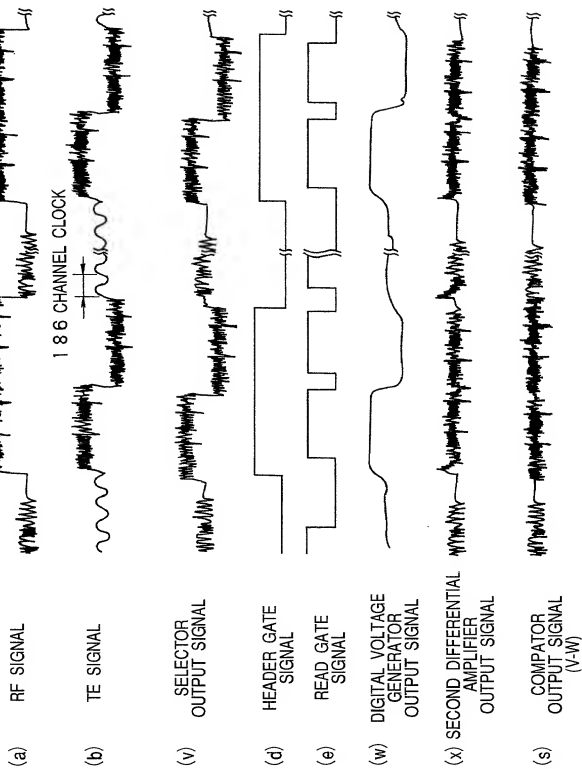 (a) RF SIGNAL
(b) TE SIGNAL
186 CHANNEL CLOCK
(v) SELECTOR
OUTPUT SIGNAL
(d) HEADER GATE
SIGNAL
(e) READ GATE
SIGNAL
(w) DIGITAL VOLTAGE
GENERATOR
OUTPUT SIGNAL
(x) SECOND DIFFERENTIAL
AMPLIFIER
OUTPUT SIGNAL
(s) COMPATOR
OUTPUT SIGNAL
(V-W)